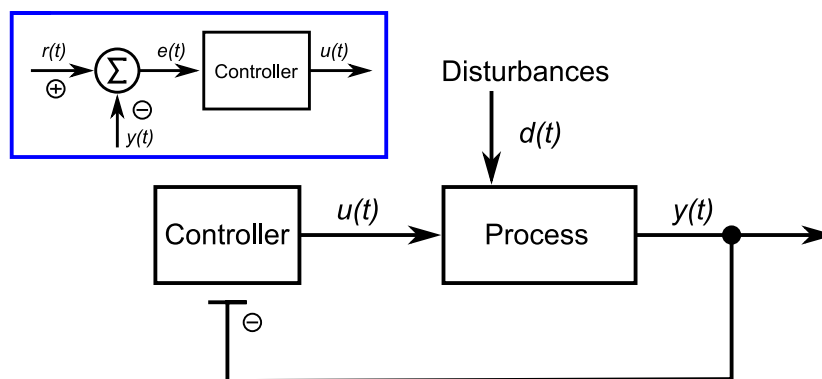 r(t) e(t) u(t)
⊕ Σ Controller
⊖
y(t)
Disturbances
d(t)
Controller u(t) Process y(t)
⊖